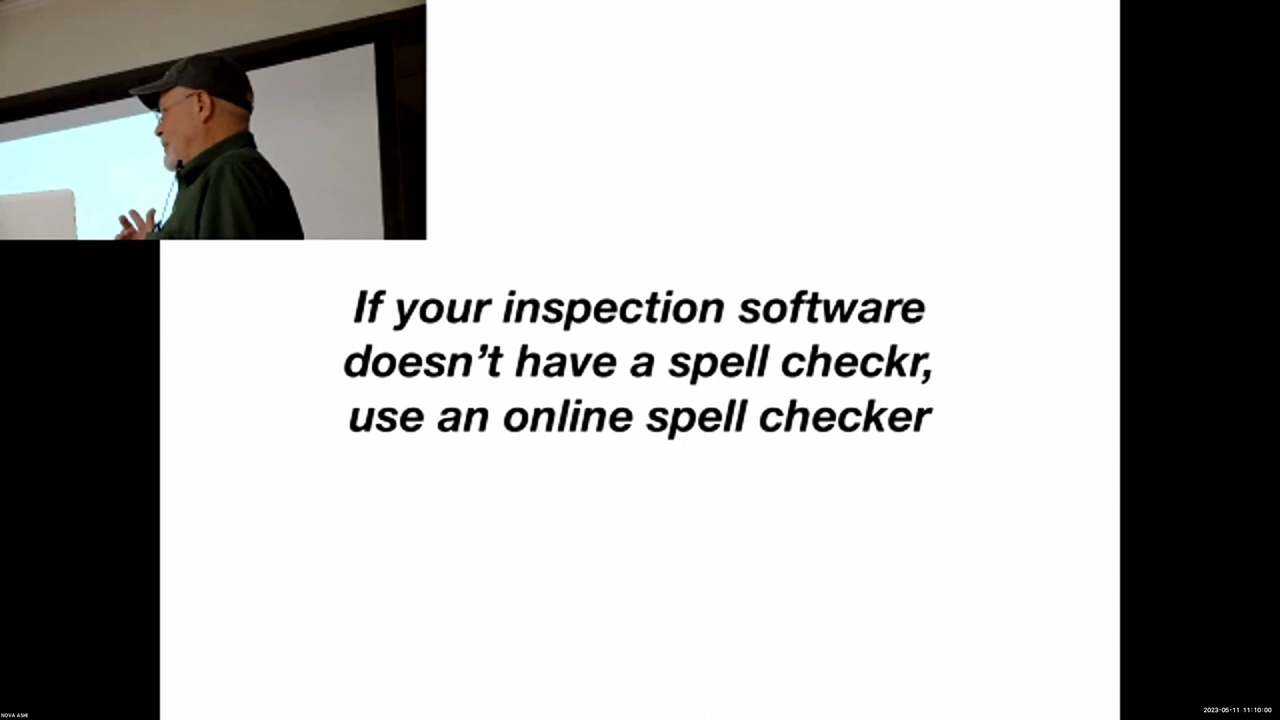 If your inspection software
doesn’t have a spell checkr,
use an online spell checker
NOVA ASHI
2023-05-11 11:10:00